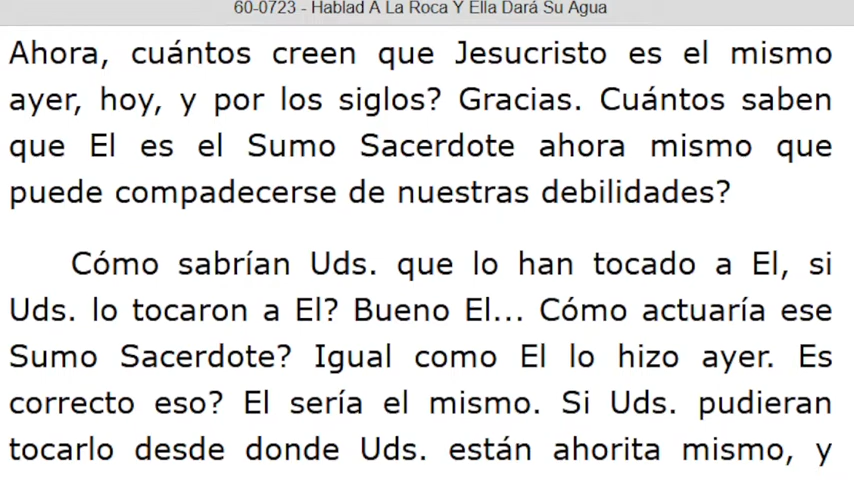 60-0723 - Hablad A La Roca Y Ella Dará Su Agua
Ahora, cuántos creen que Jesucristo es el mismo
ayer, hoy, y por los siglos? Gracias. Cuántos saben
que El es el Sumo Sacerdote ahora mismo que
puede compadecerse de nuestras debilidades?
Cómo sabrían Uds. que lo han tocado a El, si
Uds. lo tocaron a El? Bueno El... Cómo actuaría ese
Sumo Sacerdote? Igual como El lo hizo ayer. Es
correcto eso? El sería el mismo. Si Uds. pudieran
tocarlo desde donde Uds. están ahorita mismo, y